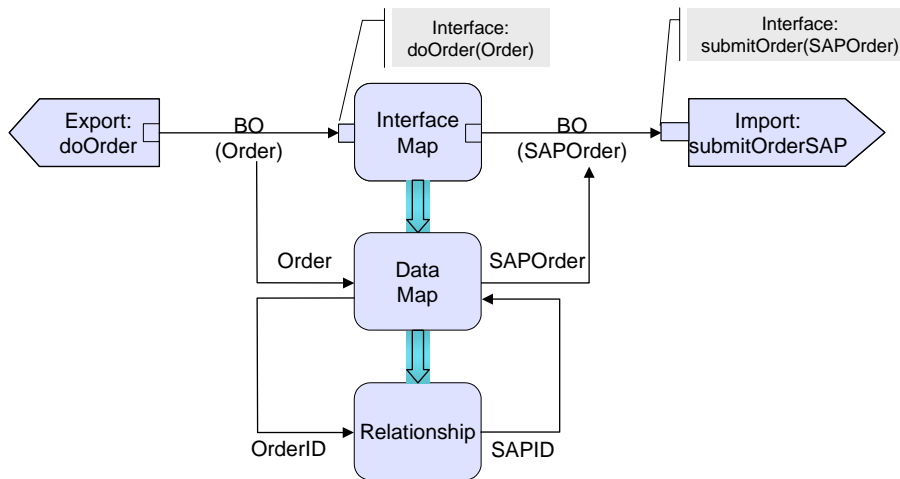 Interface:
doOrder(Order)
Interface:
submitOrder(SAPOrder)
Export:
doOrder
BO
(Order)
Interface
Map
BO
(SAPOrder)
Import:
submitOrderSAP
Order
Data
Map
SAPOrder
OrderID
Relationship
SAPID